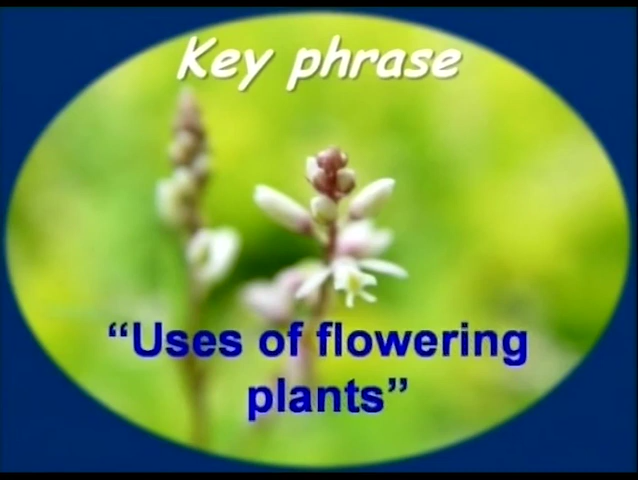 Key phrase
“Uses of flowering
plants”